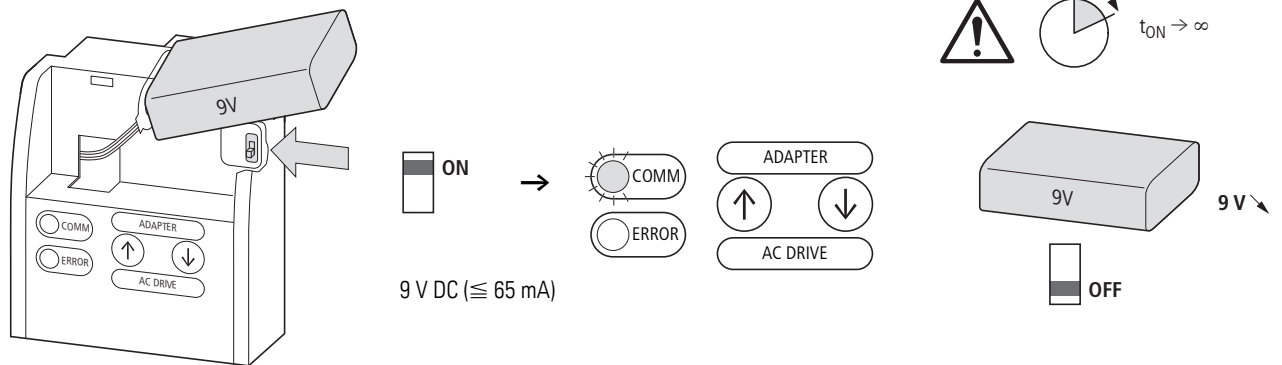 9V
COMM
ERROR
ADAPTER
AC DRIVE
ON
→
9 V DC (≦ 65 mA)
COMM
ERROR
ADAPTER
↑ ↓
AC DRIVE
t_ON → ∞
9V
9 V ↘
OFF